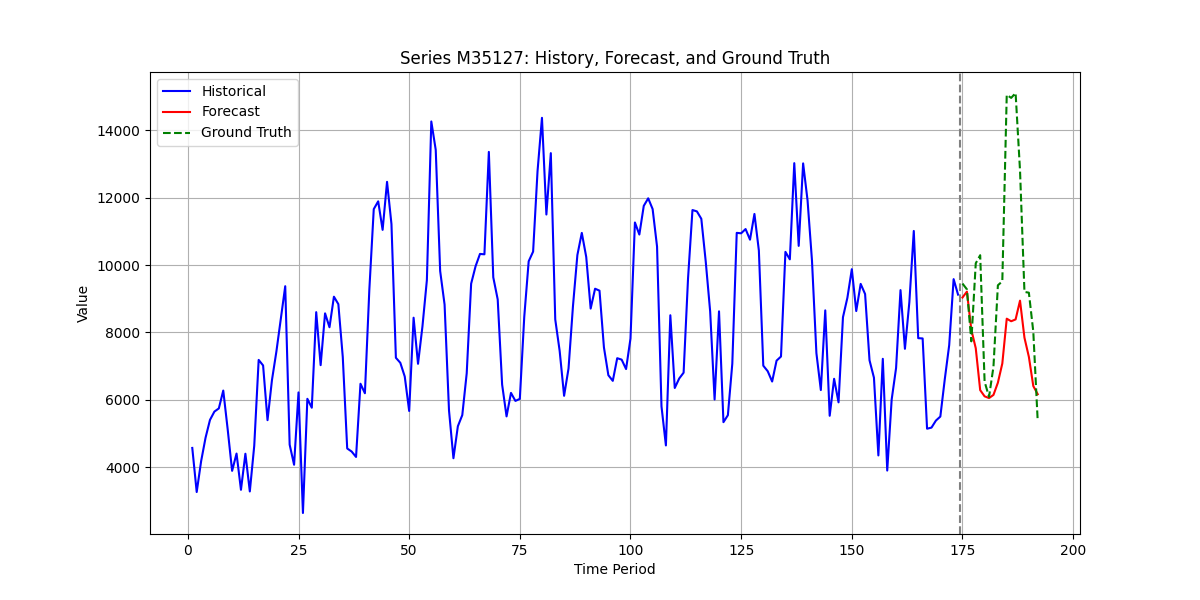 Series M35127: History, Forecast, and Ground Truth
Historical
Forecast
Ground Truth
14000
12000
10000
8000
6000
4000
Value
0 25 50 75 100 125 150 175 200
Time Period